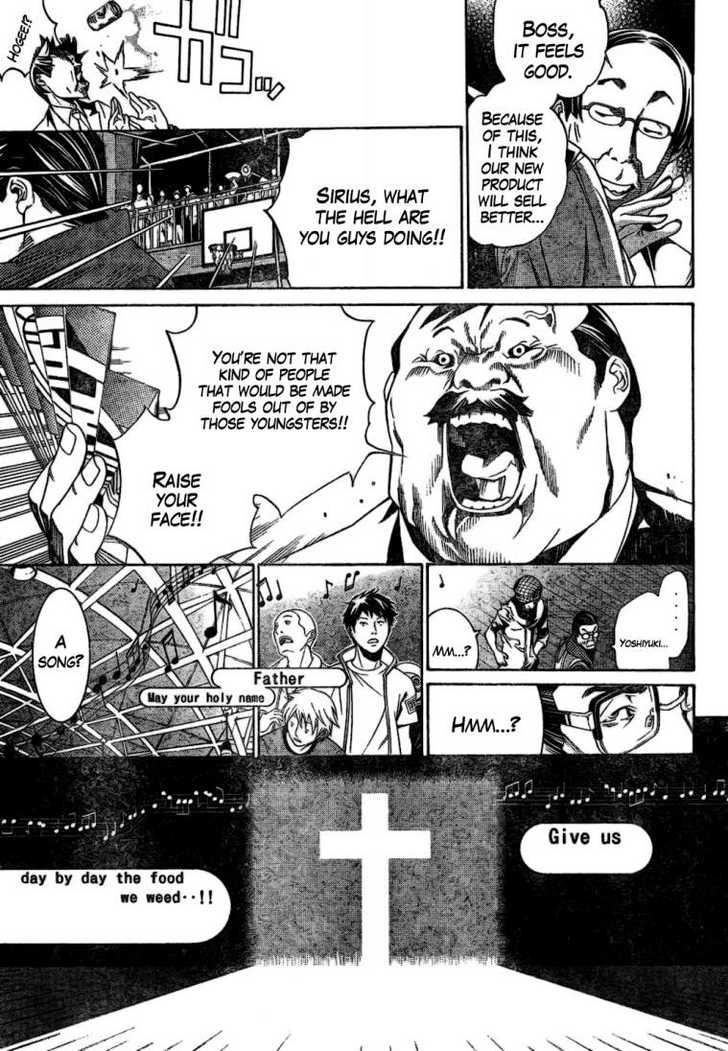 BOSS,
IT FEELS
GOOD.
BECAUSE
OF THIS,
I THINK
OUR NEW
PRODUCT
WILL SELL
BETTER...
HOGEE!?
ガコッ
SIRIUS, WHAT
THE HELL ARE
YOU GUYS DOING!!
YOU'RE NOT THAT
KIND OF PEOPLE
THAT WOULD BE MADE
FOOLS OUT OF BY
THOSE YOUNGSTERS!!
RAISE
YOUR
FACE!!
....
YOSHIYUKI...
MM...?
HMM...?
Father
May your holy name
A
SONG?
Give us
day by day the food
we weed··!!